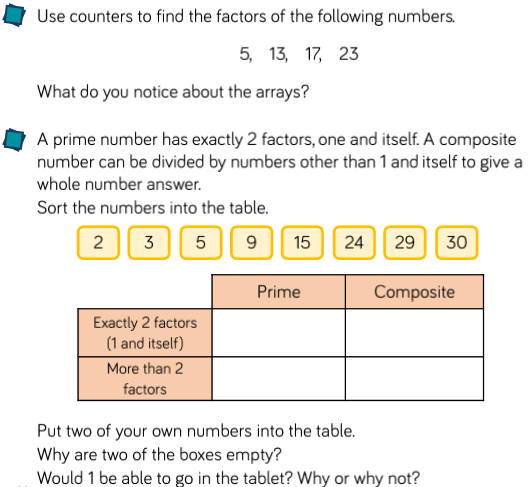 Use counters to find the factors of the following numbers.
5, 13, 17, 23
What do you notice about the arrays?
A prime number has exactly 2 factors, one and itself. A composite
number can be divided by numbers other than 1 and itself to give a
whole number answer.
Sort the numbers into the table.
2 3 5 9 15 24 29 30
Prime Composite
Exactly 2 factors
(1 and itself)
More than 2
factors
Put two of your own numbers into the table.
Why are two of the boxes empty?
Would 1 be able to go in the tablet? Why or why not?